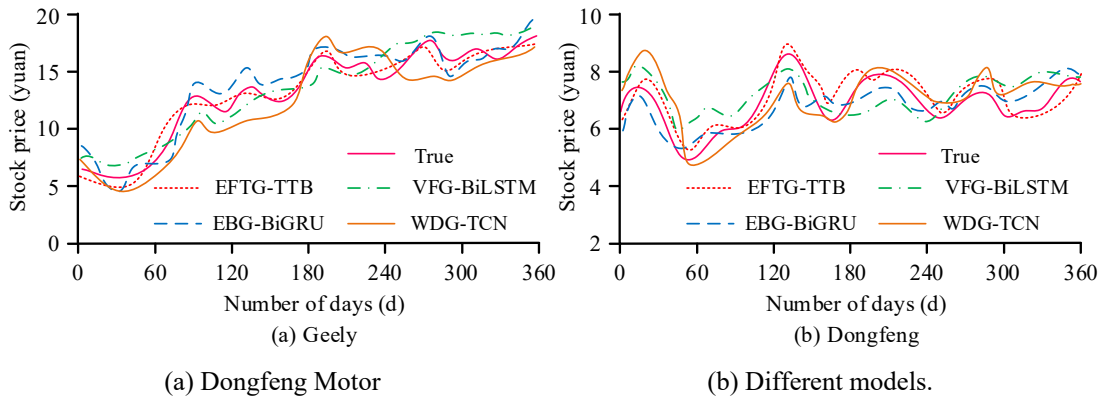 Stock price (yuan)
20
15
10
5
0
True
EFTG-TTB
VFG-BiLSTM
EBG-BiGRU
WDG-TCN
0 60 120 180 240 300 360
Number of days (d)
(a) Geely
(a) Dongfeng Motor
Stock price (yuan)
10
8
6
4
2
True
EFTG-TTB
VFG-BiLSTM
EBG-BiGRU
WDG-TCN
0 60 120 180 240 300 360
Number of days (d)
(b) Dongfeng
(b) Different models.